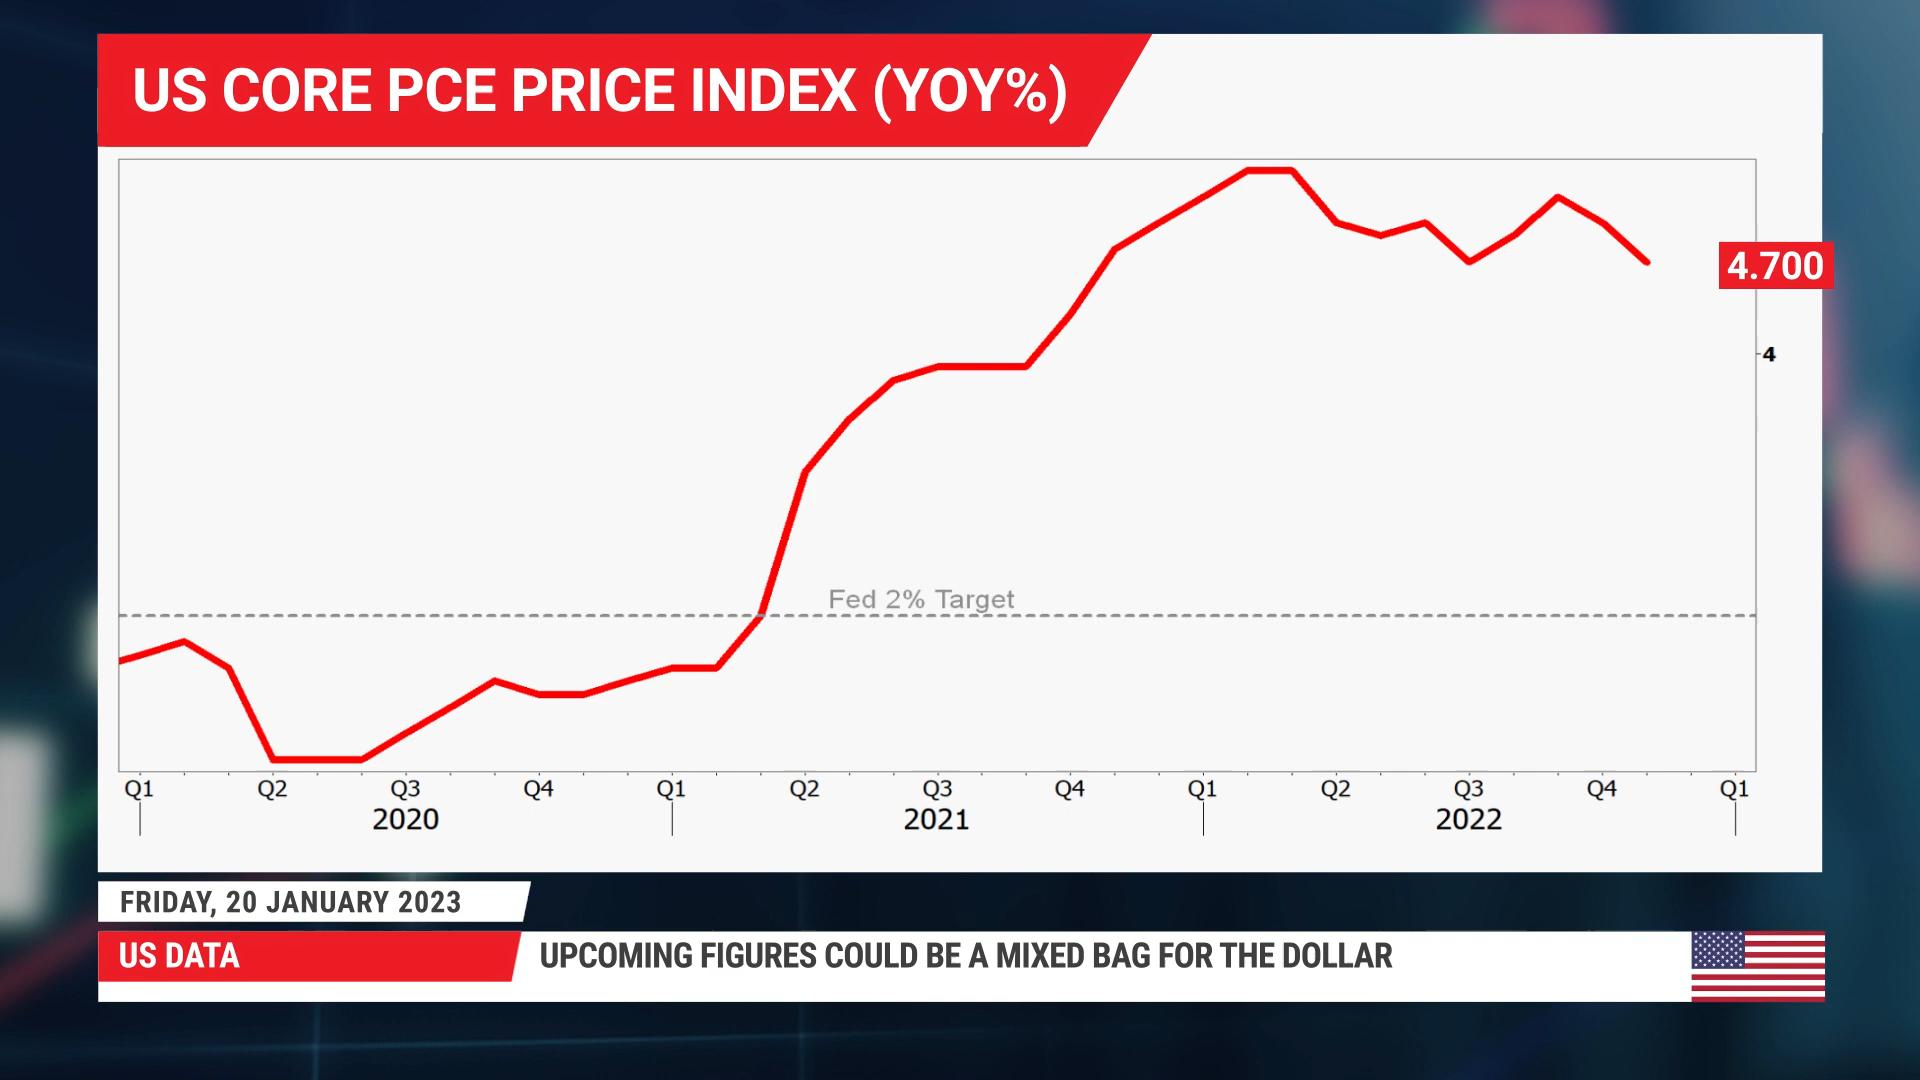 US CORE PCE PRICE INDEX (YOY%)
4.700
4
Fed 2% Target
Q1 Q2 Q3 Q4 Q1 Q2 Q3 Q4 Q1 Q2 Q3 Q4 Q1
2020 2021 2022
FRIDAY, 20 JANUARY 2023
US DATA UPCOMING FIGURES COULD BE A MIXED BAG FOR THE DOLLAR